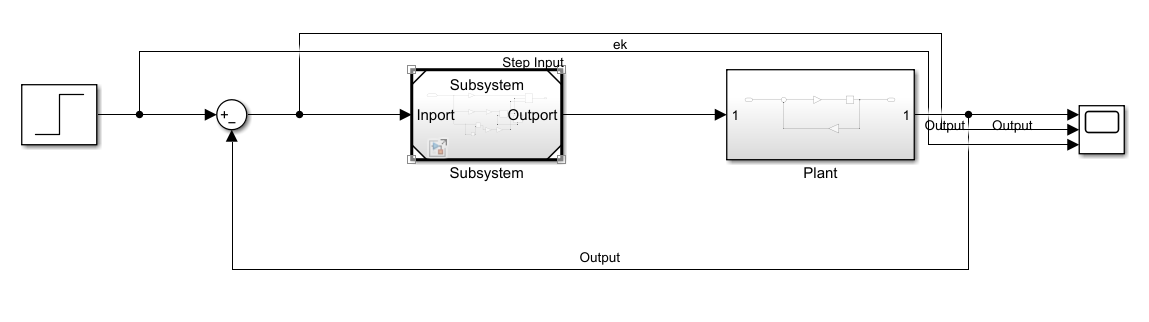 ek
Step Input
Subsystem
+
−
Inport
Outport
1
1
Output
Output
Subsystem
Plant
Output